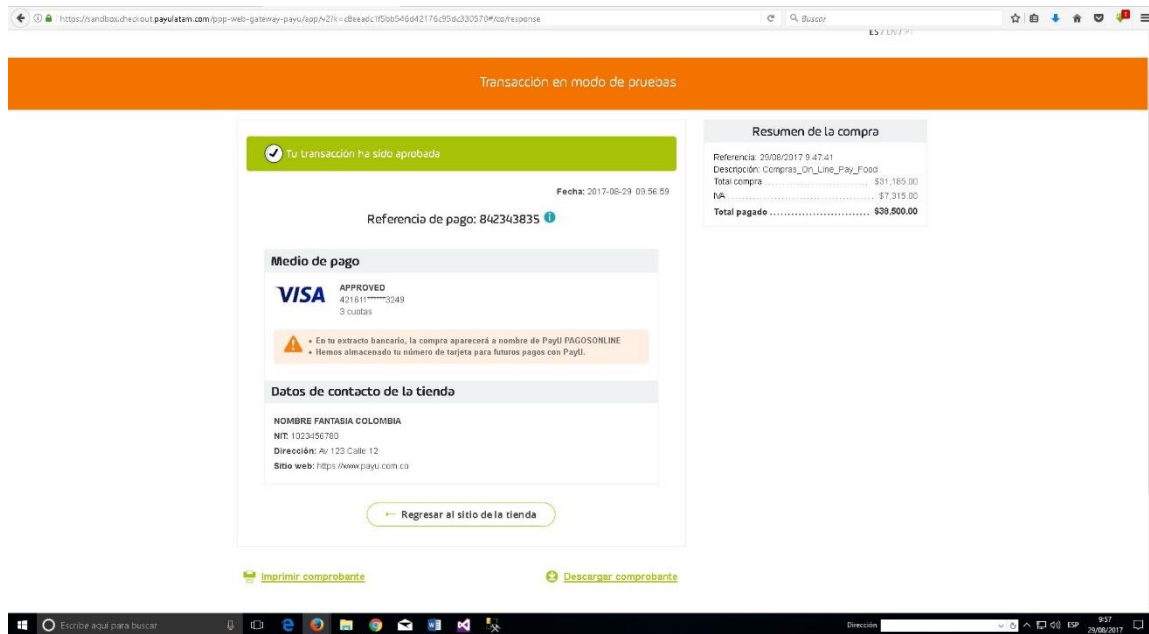 https://sandbox.checkout.payulatam.com/ppp-web-gateway-payu/app/v2?k=c8eeadc1f5bb546d42176c95dc330570#/co/response
Buscar
ES / EN / PT
Transacción en modo de pruebas
Tu transacción ha sido aprobada
Fecha: 2017-08-29 09:56:59
Referencia de pago: 842343835
Medio de pago
VISA
APPROVED
421611******3249
3 cuotas
• En tu extracto bancario, la compra aparecerá a nombre de PayU PAGOSONLINE
• Hemos almacenado tu número de tarjeta para futuros pagos con PayU.
Datos de contacto de la tienda
NOMBRE FANTASIA COLOMBIA
NIT: 1023456780
Dirección: Av 123 Calle 12
Sitio web: https://www.payu.com.co
Regresar al sitio de la tienda
Imprimir comprobante
Descargar comprobante
Resumen de la compra
Referencia: 29/08/2017 9:47:41
Descripción: Compras_On_Line_Pay_Food
Total compra $31,185.00
IVA $7,315.00
Total pagado $38,500.00
Escribe aquí para buscar
Dirección
ESP
9:57
29/08/2017